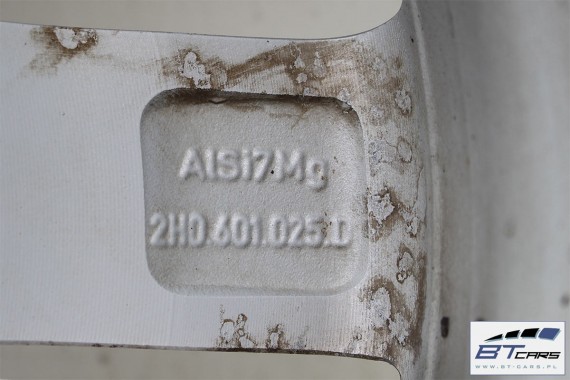 AlSi7Mg
2H0.601.025.D
BT CARS
WWW.BT-CARS.PL